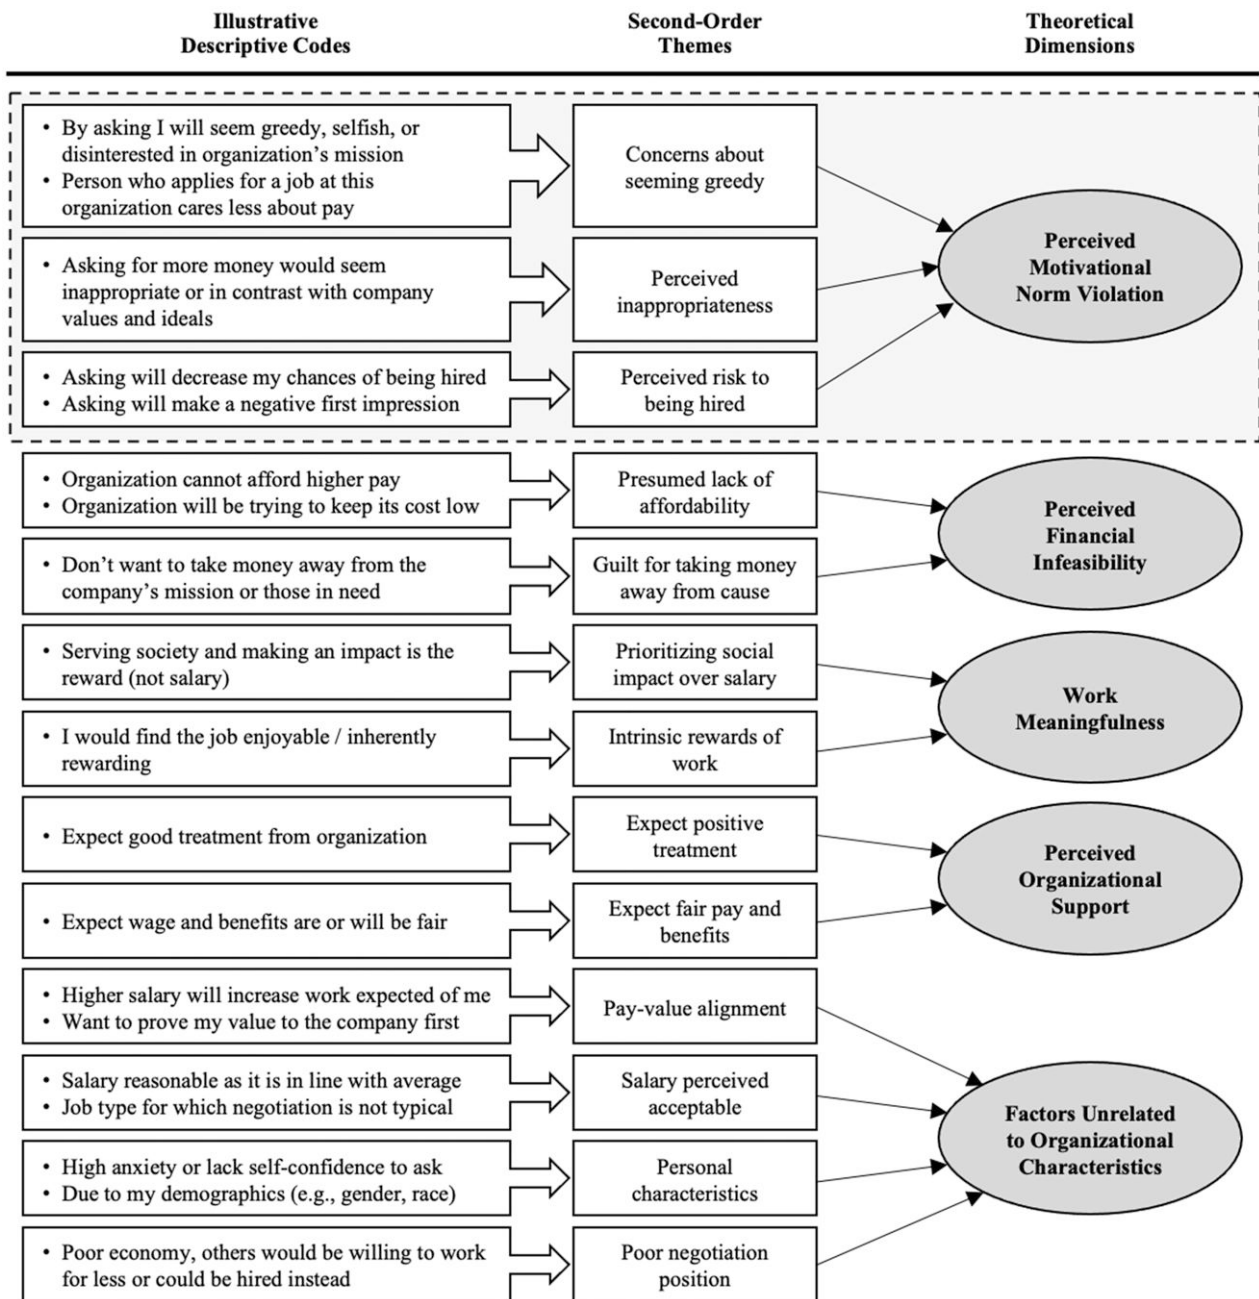 Illustrative
Descriptive Codes
Second-Order
Themes
Theoretical
Dimensions
• By asking I will seem greedy, selfish, or
disinterested in organization's mission
• Person who applies for a job at this
organization cares less about pay
Concerns about
seeming greedy
• Asking for more money would seem
inappropriate or in contrast with company
values and ideals
Perceived
inappropriateness
• Asking will decrease my chances of being hired
• Asking will make a negative first impression
Perceived risk to
being hired
Perceived
Motivational
Norm Violation
• Organization cannot afford higher pay
• Organization will be trying to keep its cost low
Presumed lack of
affordability
• Don't want to take money away from the
company's mission or those in need
Guilt for taking money
away from cause
Perceived
Financial
Infeasibility
• Serving society and making an impact is the
reward (not salary)
Prioritizing social
impact over salary
• I would find the job enjoyable / inherently
rewarding
Intrinsic rewards of
work
Work
Meaningfulness
• Expect good treatment from organization
Expect positive
treatment
• Expect wage and benefits are or will be fair
Expect fair pay and
benefits
Perceived
Organizational
Support
• Higher salary will increase work expected of me
• Want to prove my value to the company first
Pay-value alignment
• Salary reasonable as it is in line with average
• Job type for which negotiation is not typical
Salary perceived
acceptable
• High anxiety or lack self-confidence to ask
• Due to my demographics (e.g., gender, race)
Personal
characteristics
• Poor economy, others would be willing to work
for less or could be hired instead
Poor negotiation
position
Factors Unrelated
to Organizational
Characteristics